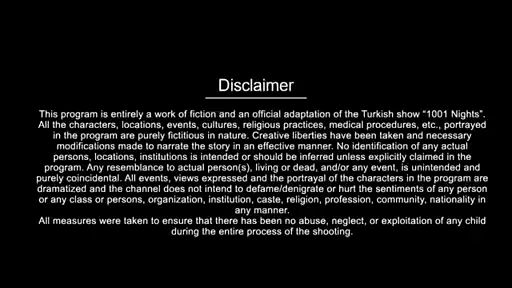 Disclaimer
This program is entirely a work of fiction and an official adaptation of the Turkish show “1001 Nights”.
All the characters, locations, events, cultures, religious practices, medical procedures, etc., portrayed
in the program are purely fictitious in nature. Creative liberties have been taken and necessary
modifications made to narrate the story in an effective manner. No identification of any actual
persons, locations, institutions is intended or should be inferred unless explicitly claimed in the
program. Any resemblance to actual person(s), living or dead, and/or any event, is unintended and
purely coincidental. All events, views expressed and the portrayal of the characters in the program are
dramatized and the channel does not intend to defame/denigrate or hurt the sentiments of any person
or any class or persons, organization, institution, caste, religion, profession, community, nationality in
any manner.
All measures were taken to ensure that there has been no abuse, neglect, or exploitation of any child
during the entire process of the shooting.